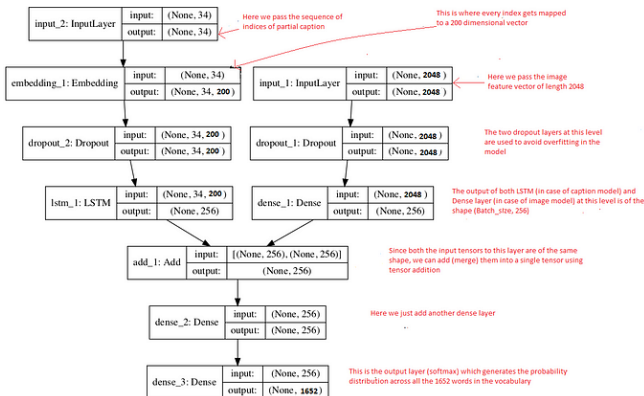 input_2: InputLayer
input: (None, 34)
output: (None, 34)
Here we pass the sequence of
indices of partial caption
This is where every index gets mapped
to a 200 dimensional vector
embedding_1: Embedding
input: (None, 34)
output: (None, 34, 200)
input_1: InputLayer
input: (None, 2048)
output: (None, 2048)
Here we pass the image
feature vector of length 2048
dropout_2: Dropout
input: (None, 34, 200)
output: (None, 34, 200)
dropout_1: Dropout
input: (None, 2048)
output: (None, 2048)
The two dropout layers at this level
are used to avoid overfitting in the
model
lstm_1: LSTM
input: (None, 34, 200)
output: (None, 256)
dense_1: Dense
input: (None, 2048)
output: (None, 256)
The output of both LSTM (in case of caption model) and
Dense layer (in case of image model) at this level is of the
shape (Batch_size, 256)
add_1: Add
input: [(None, 256), (None, 256)]
output: (None, 256)
Since both the input tensors to this layer are of the same
shape, we can add (merge) them into a single tensor using
tensor addition
dense_2: Dense
input: (None, 256)
output: (None, 256)
Here we just add another dense layer
dense_3: Dense
input: (None, 256)
output: (None, 1652)
This is the output layer (softmax) which generates the probability
distribution across all the 1652 words in the vocabulary